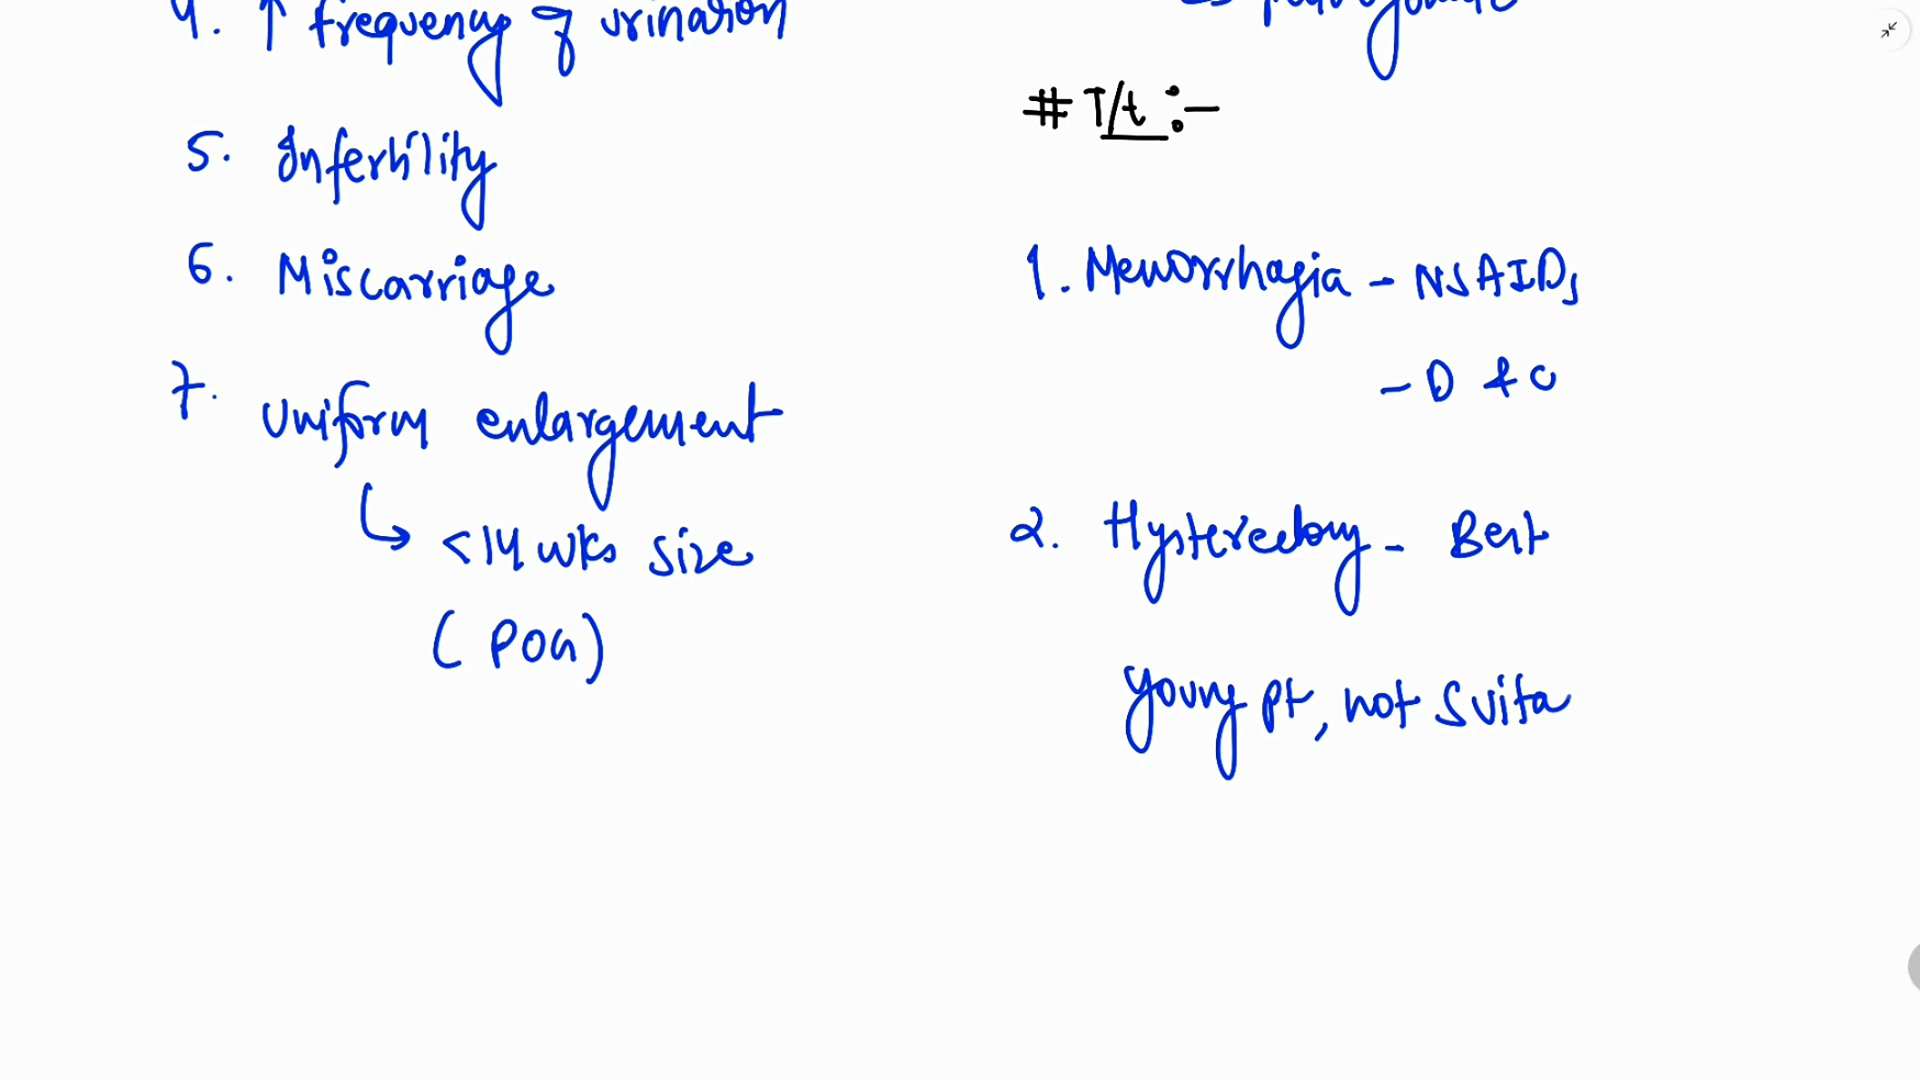 4. ↑ frequency of urination
5. Infertility
6. Miscarriage
7. Uniform enlargement
↳ <14 wks size
(POG)
# T/t :-
1. Menorrhagia - NSAIDs
- D & C
2. Hysterectomy - Best
young pt, not suita